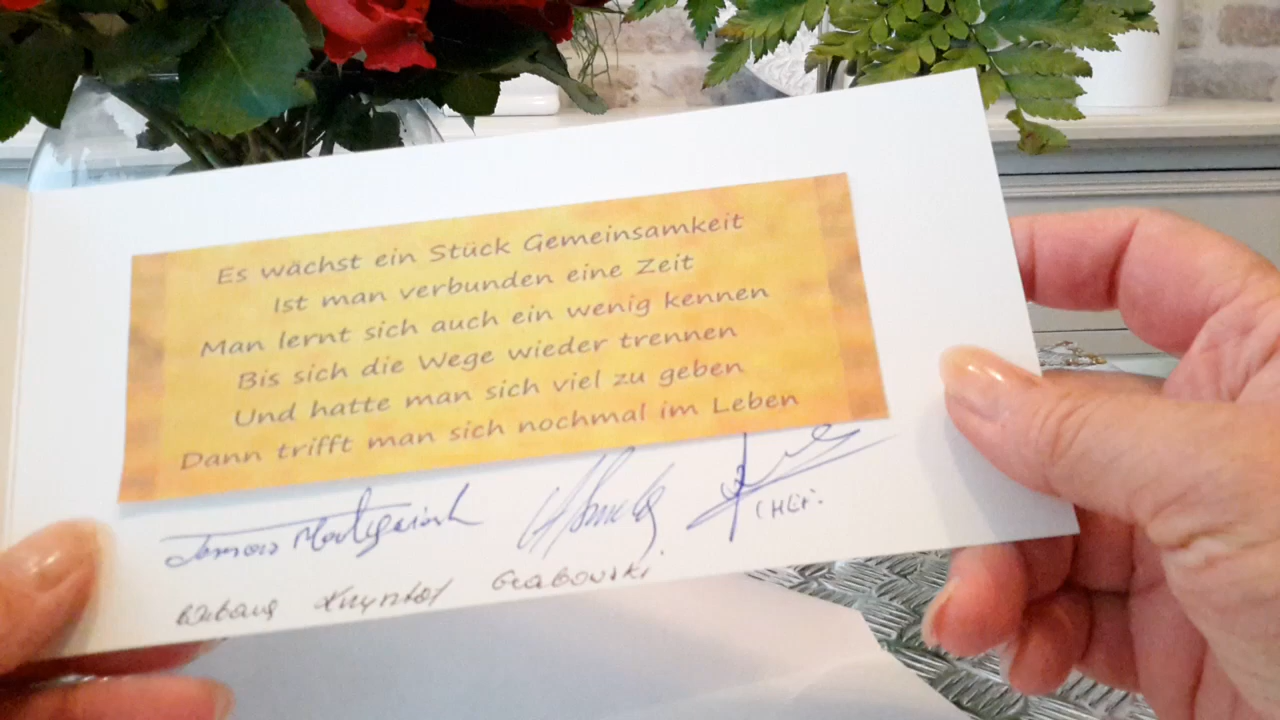 Es wächst ein Stück Gemeinsamkeit
Ist man verbunden eine Zeit
Man lernt sich auch ein wenig kennen
Bis sich die Wege wieder trennen
Und hatte man sich viel zu geben
Dann trifft man sich nochmal im Leben
CHEF.
Grabowski